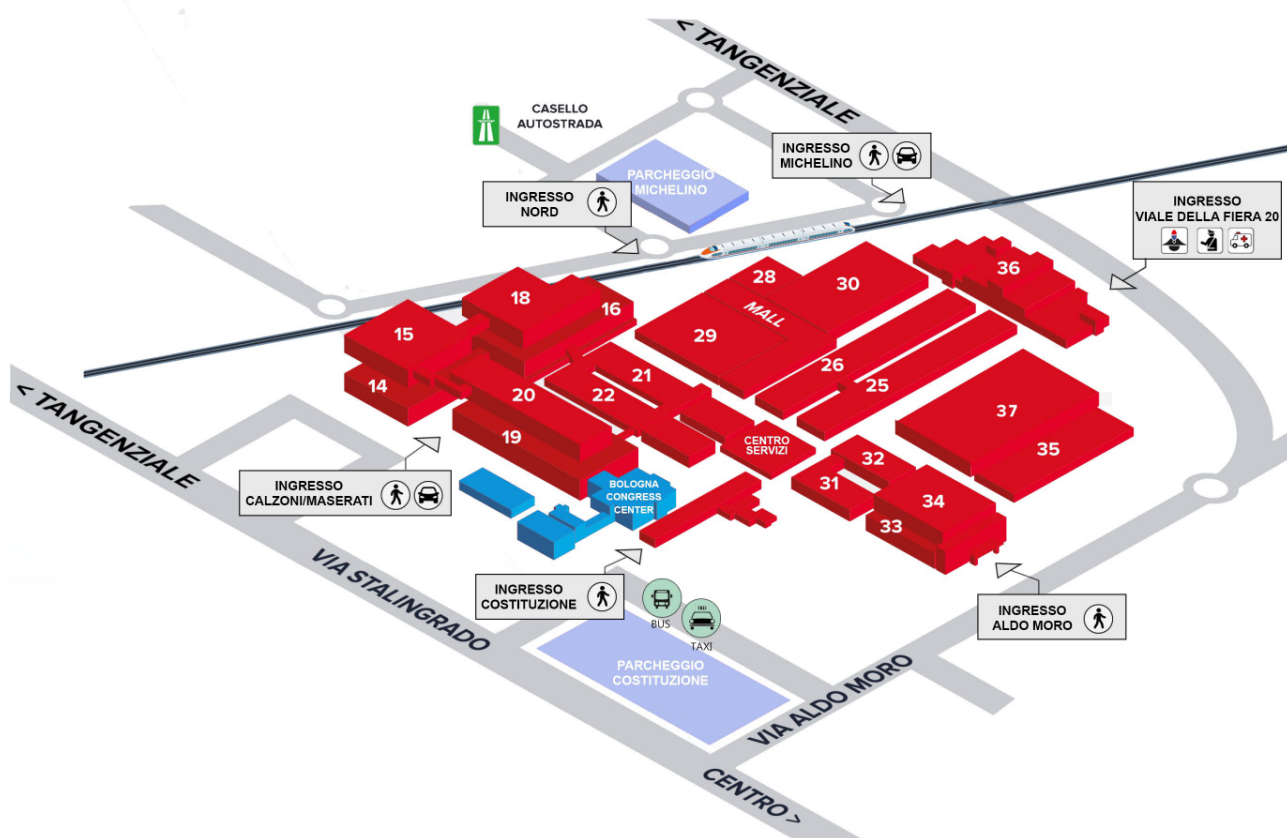 < TANGENZIALE
CASELLO
AUTOSTRADA
INGRESSO
MICHELINO
PARCHEGGIO
MICHELINO
INGRESSO
NORD
INGRESSO
VIALE DELLA FIERA 20
36
28
30
MALL
29
18
16
15
14
26
25
21
22
20
19
37
35
CENTRO
SERVIZI
32
31
34
33
< TANGENZIALE
INGRESSO
CALZONI/MASERATI
BOLOGNA
CONGRESS
CENTER
INGRESSO
COSTITUZIONE
BUS
TAXI
TAXI
INGRESSO
ALDO MORO
VIA STALINGRADO
PARCHEGGIO
COSTITUZIONE
VIA ALDO MORO
CENTRO >